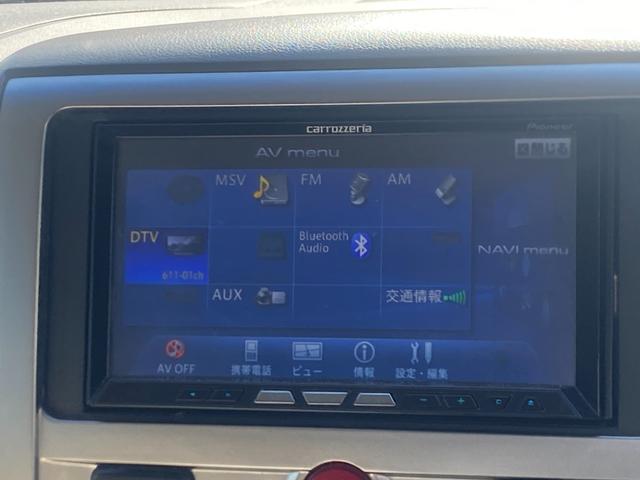 carrozzeria
Pioneer
AV menu
閉じる
MSV
FM
AM
DTV
611-01ch
Bluetooth
Audio
NAVI menu
AUX
交通情報
AV OFF
携帯電話
ビュー
情報
設定・編集